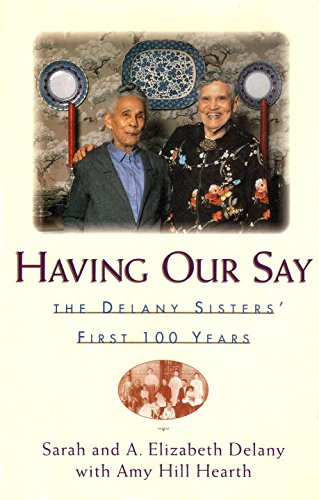 HAVING OUR SAY
THE DELANY SISTERS'
FIRST 100 YEARS
Sarah and A. Elizabeth Delany
with Amy Hill Hearth